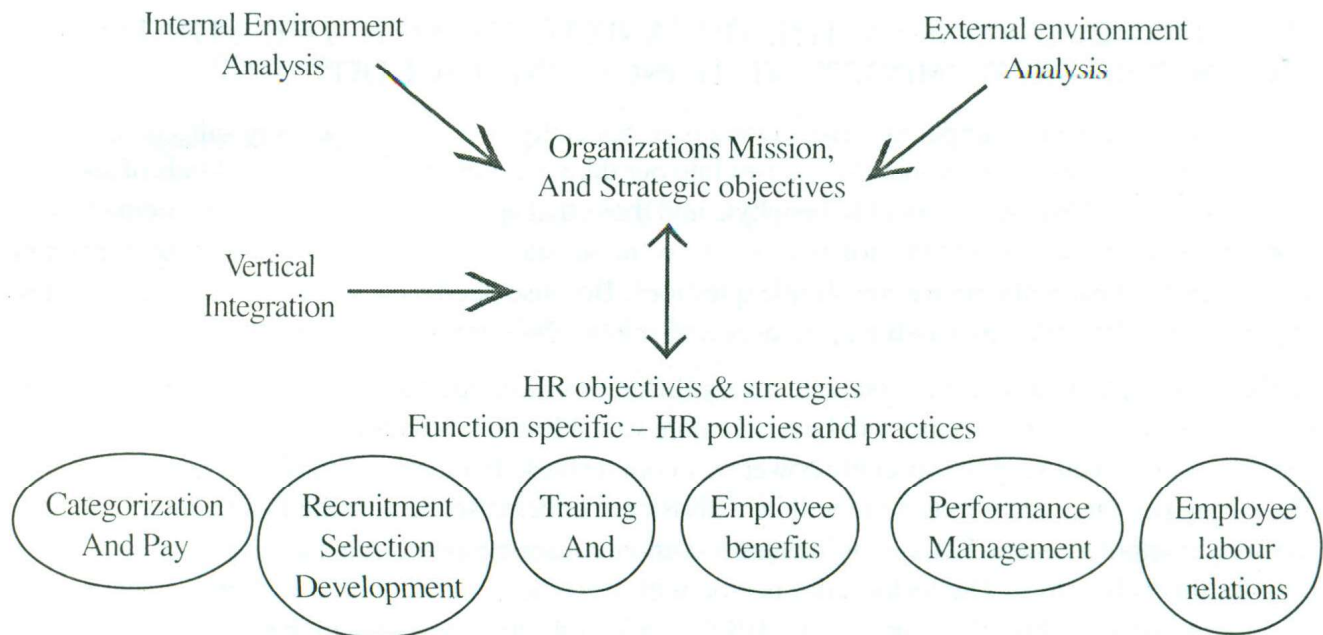 Internal Environment
Analysis
External environment
Analysis
Organizations Mission,
And Strategic objectives
Vertical
Integration
HR objectives & strategies
Function specific – HR policies and practices
Categorization
And Pay
Recruitment
Selection
Development
Training
And
Employee
benefits
Performance
Management
Employee
labour
relations